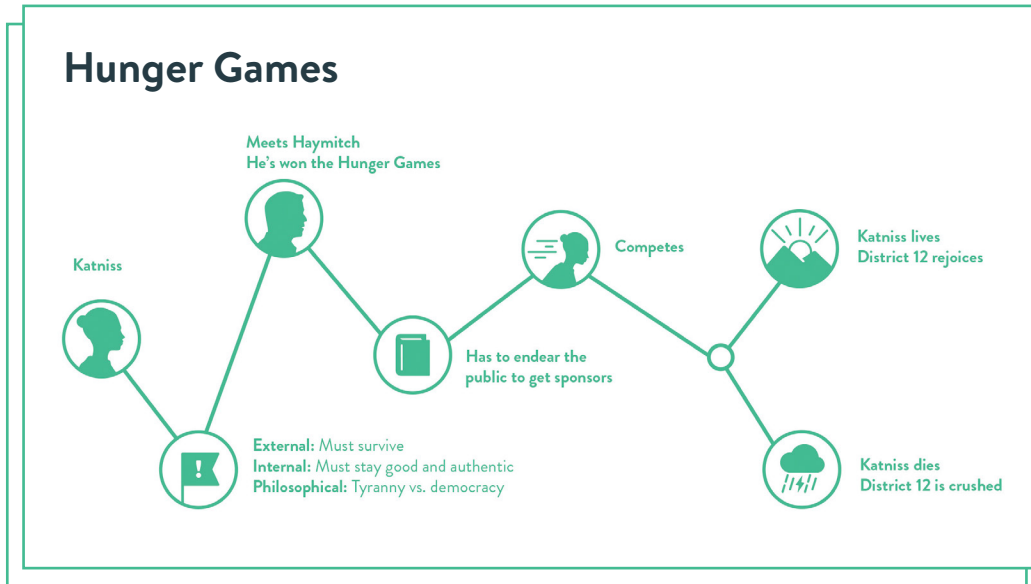 Hunger Games
Katniss
External: Must survive
Internal: Must stay good and authentic
Philosophical: Tyranny vs. democracy
Meets Haymitch
He's won the Hunger Games
Has to endear the
public to get sponsors
Competes
Katniss lives
District 12 rejoices
Katniss dies
District 12 is crushed